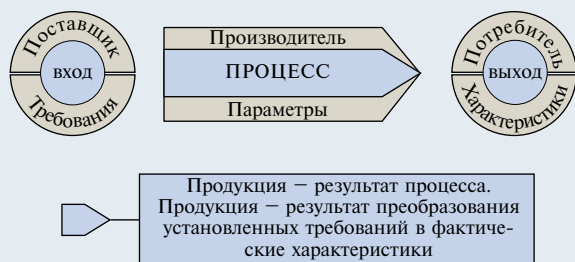 Поставщик
вход
Требования
Производитель
ПРОЦЕСС
Параметры
Потребитель
выход
Характеристики
Продукция − результат процесса.
Продукция − результат преобразования
установленных требований в фактиче-
ские характеристики